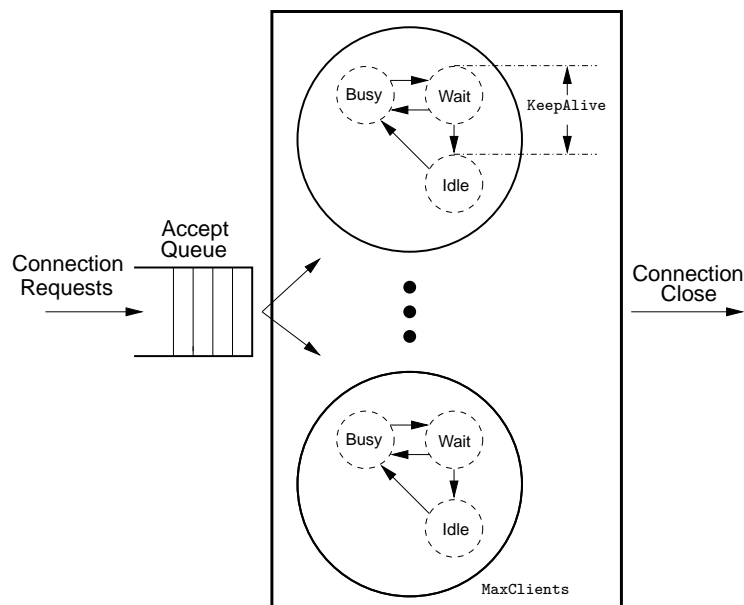 Busy
Wait
KeepAlive
Idle
Accept
Queue
Connection
Requests
Connection
Close
Busy
Wait
Idle
MaxClients